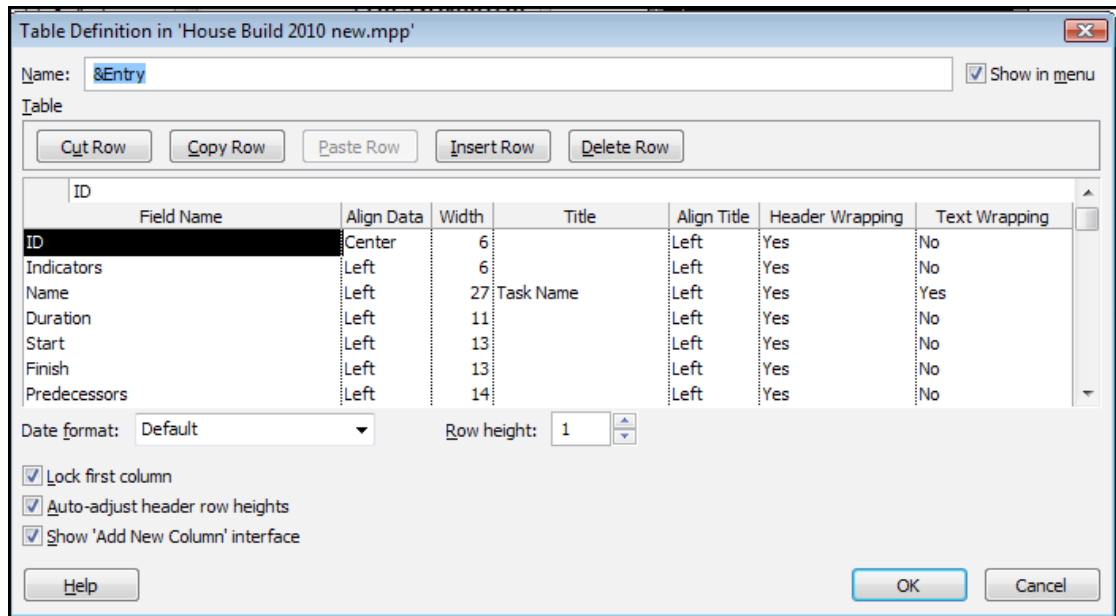 Table Definition in 'House Build 2010 new.mpp'
Name: &Entry Show in menu
Table
Cut Row Copy Row Paste Row Insert Row Delete Row
ID
Field Name Align Data Width Title Align Title Header Wrapping Text Wrapping
ID Center 6 Left Yes No
Indicators Left 6 Left Yes No
Name Left 27 Task Name Left Yes Yes
Duration Left 11 Left Yes No
Start Left 13 Left Yes No
Finish Left 13 Left Yes No
Predecessors Left 14 Left Yes No
Date format: Default Row height: 1
Lock first column
Auto-adjust header row heights
Show 'Add New Column' interface
Help OK Cancel